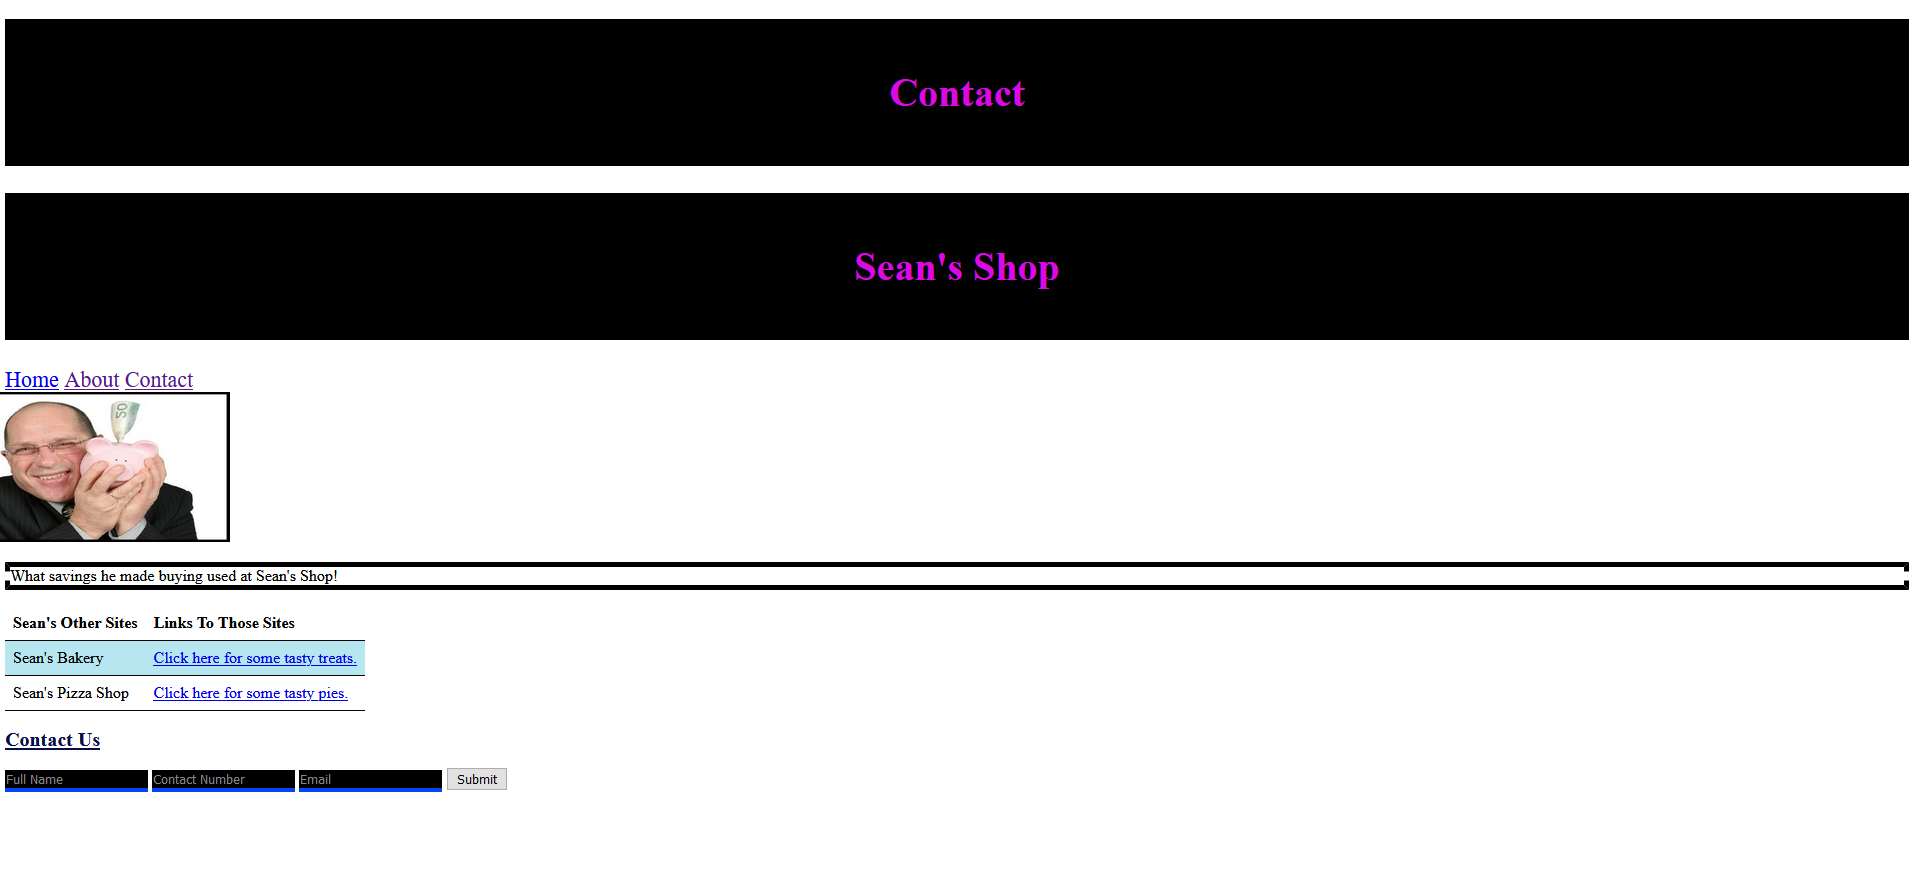 Contact
Sean's Shop
Home About Contact
50
What savings he made buying used at Sean's Shop!
Sean's Other Sites Links To Those Sites
Sean's Bakery Click here for some tasty treats.
Sean's Pizza Shop Click here for some tasty pies.
Contact Us
Full Name Contact Number Email Submit